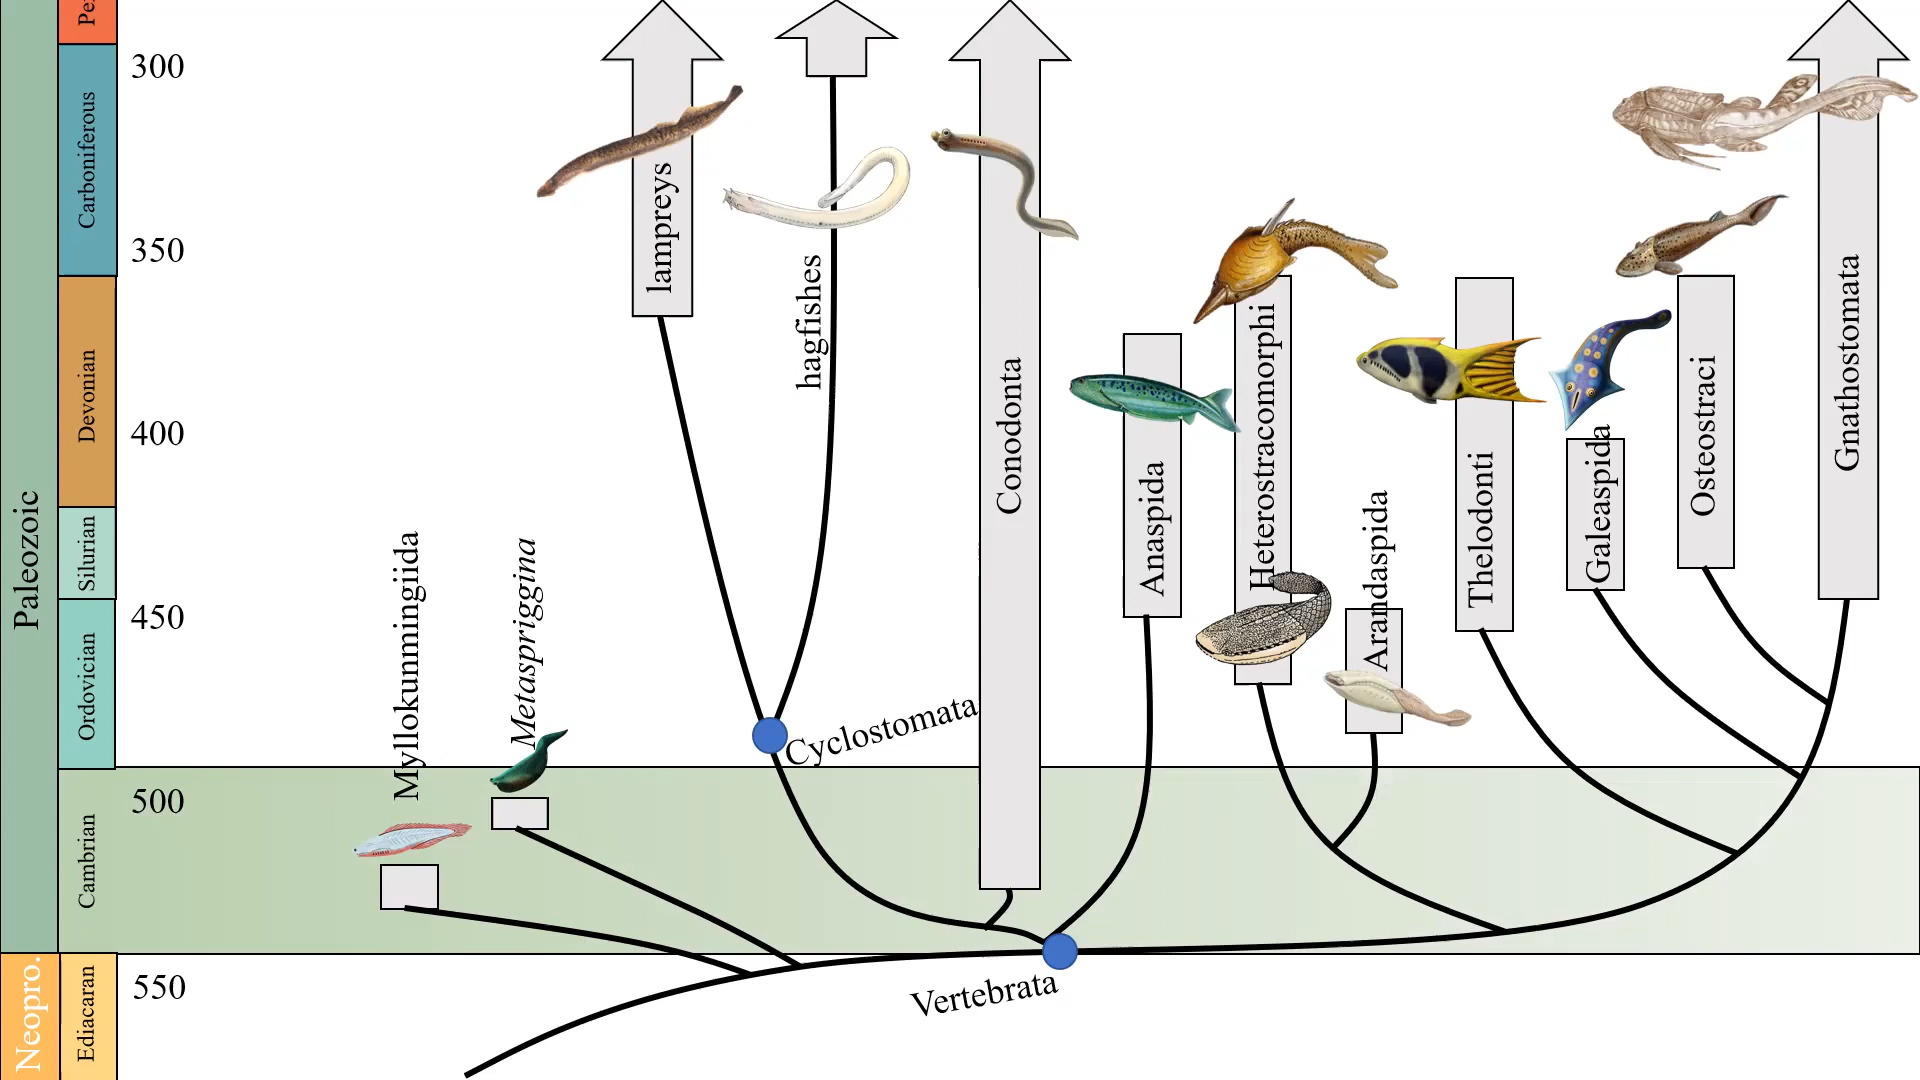 Paleozoic
Neopro.
Carboniferous
Devonian
Silurian
Ordovician
Cambrian
Ediacaran
300
350
400
450
500
550
Myllokunmingiida
Metaspriggina
lampreys
hagfishes
Cyclostomata
Conodonta
Anaspida
Heterostracomorphi
Arandaspida
Thelodonti
Galeaspida
Osteostraci
Gnathostomata
Vertebrata